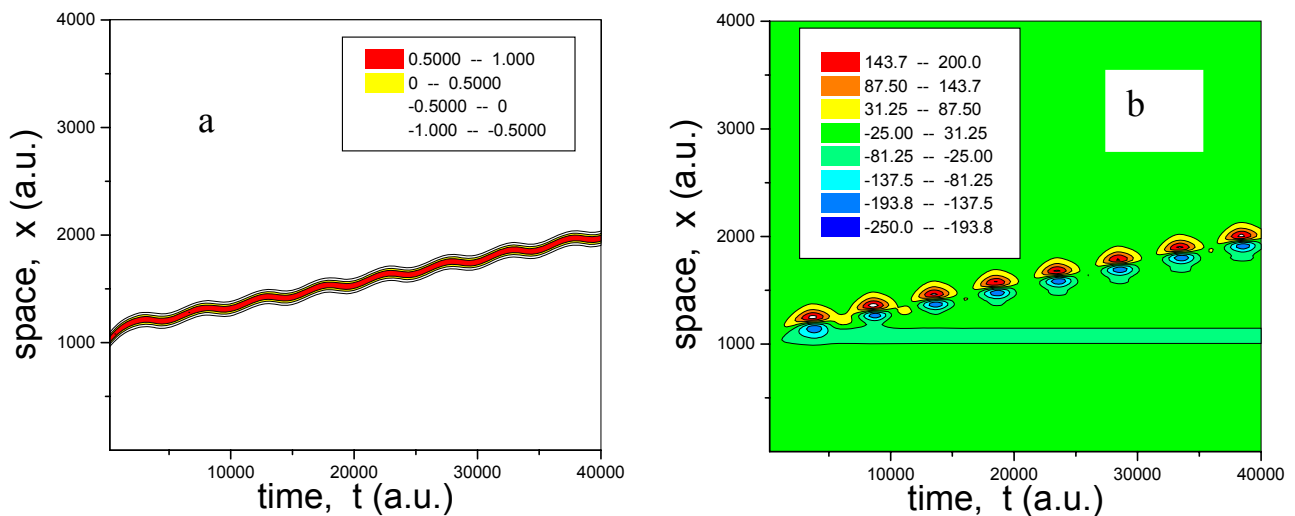 4000
3000
2000
1000
space, x (a.u.)
a
0.5000 -- 1.000
0 -- 0.5000
-0.5000 -- 0
-1.000 -- -0.5000
10000 20000 30000 40000
time, t (a.u.)
4000
3000
2000
1000
space, x (a.u.)
143.7 -- 200.0
87.50 -- 143.7
31.25 -- 87.50
-25.00 -- 31.25
-81.25 -- -25.00
-137.5 -- -81.25
-193.8 -- -137.5
-250.0 -- -193.8
b
10000 20000 30000 40000
time, t (a.u.)